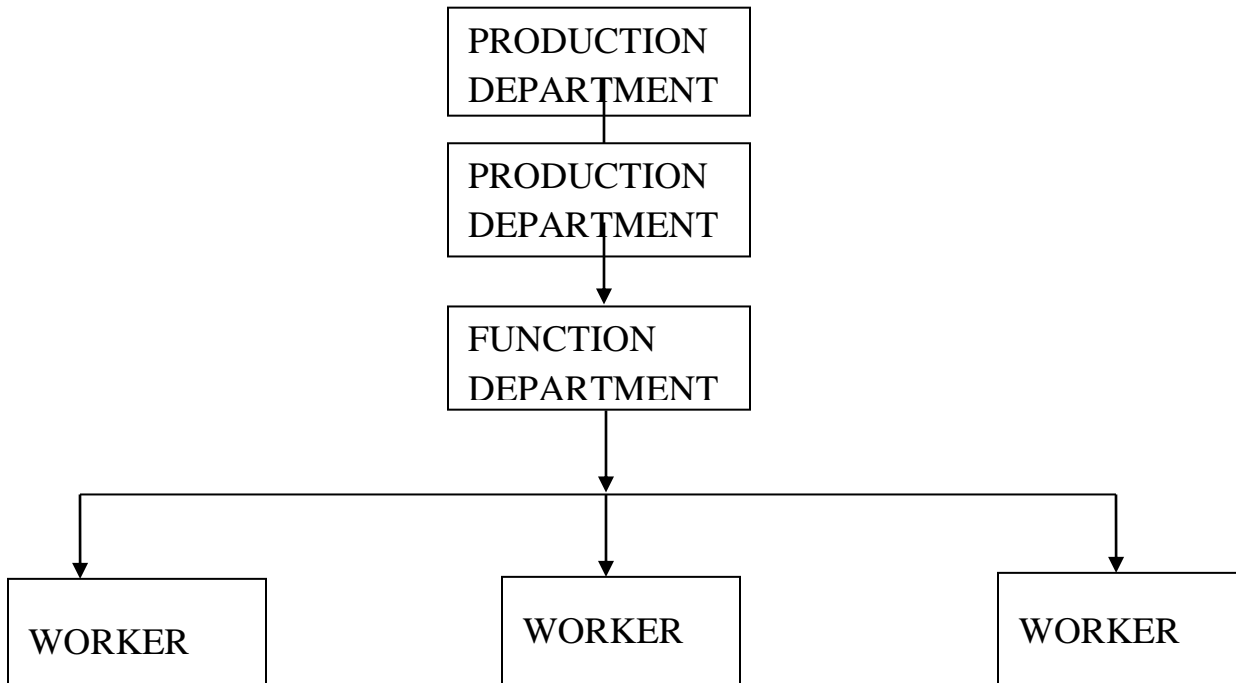 PRODUCTION
DEPARTMENT
PRODUCTION
DEPARTMENT
FUNCTION
DEPARTMENT
WORKER
WORKER
WORKER